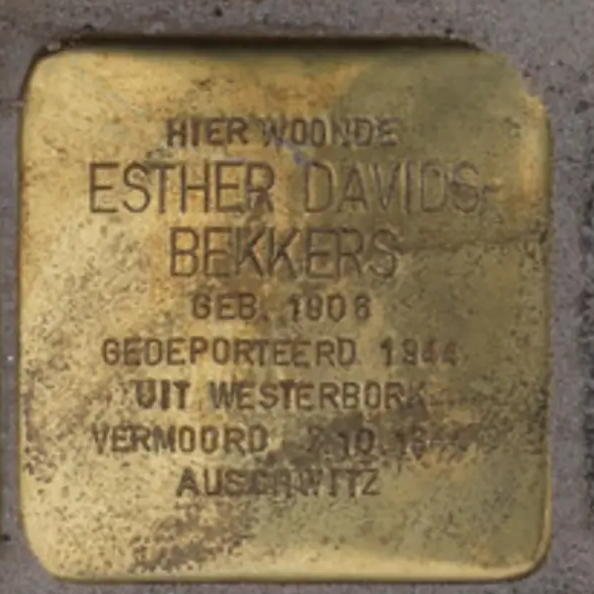 HIER WOONDE
ESTHER DAVIDS-
BEKKERS
GEB. 1906
GEDEPORTEERD 1944
UIT WESTERBORK
VERMOORD
AUSCHWITZ